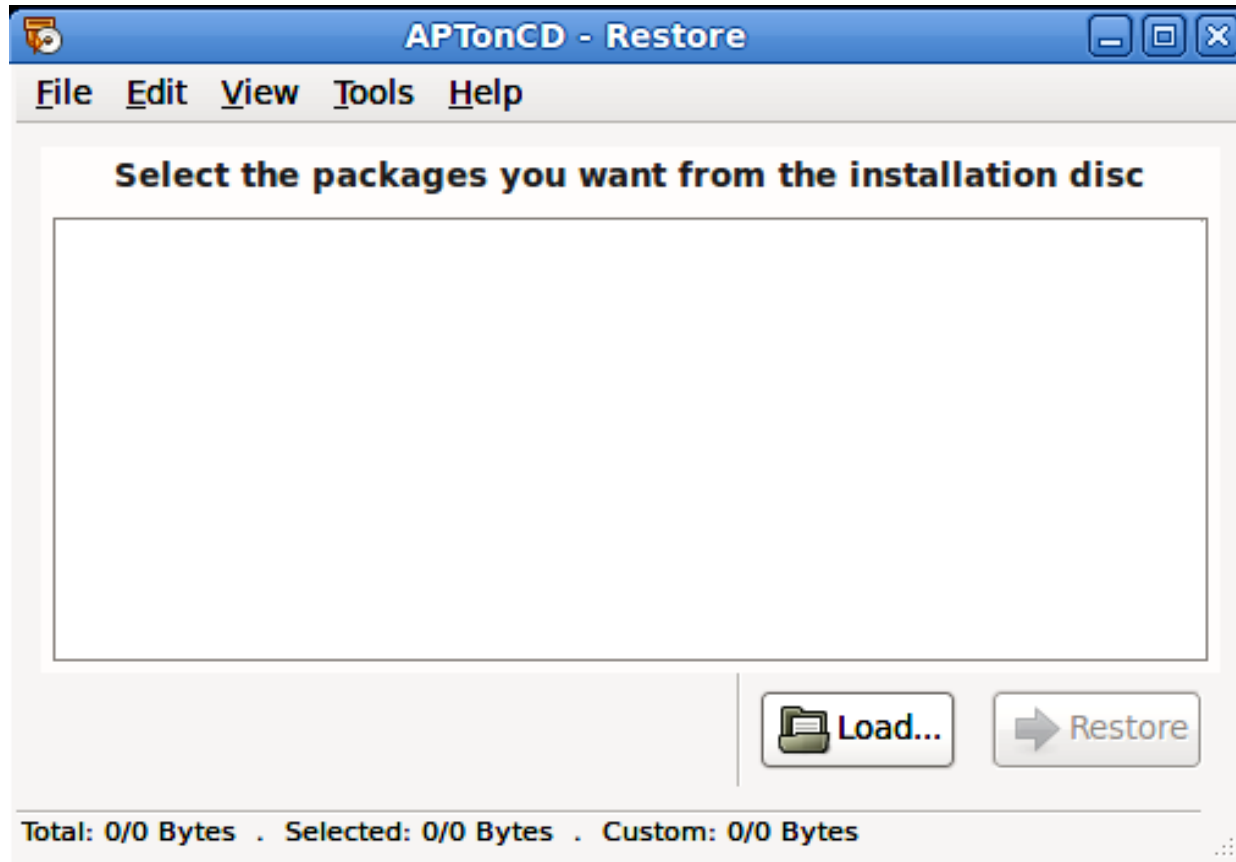 APTonCD - Restore
File Edit View Tools Help
Select the packages you want from the installation disc
Load... Restore
Total: 0/0 Bytes . Selected: 0/0 Bytes . Custom: 0/0 Bytes